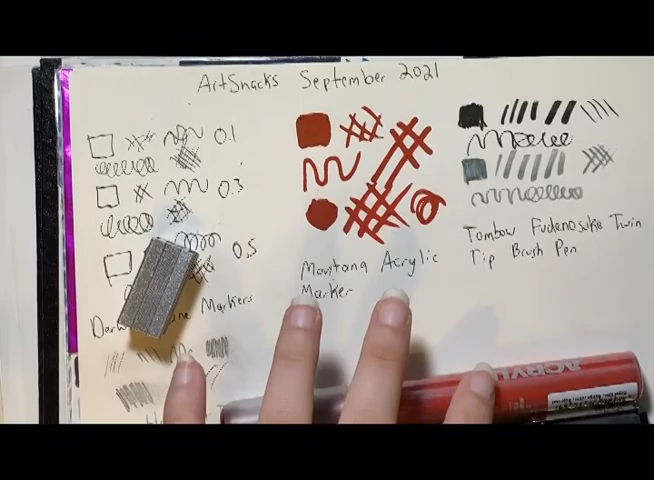 ArtSnacks September 2021
0.1
0.3
0.5
Markers
Montana Acrylic
Marker
Tombow Fudenosuke Twin
Tip Brush Pen
ACRYL